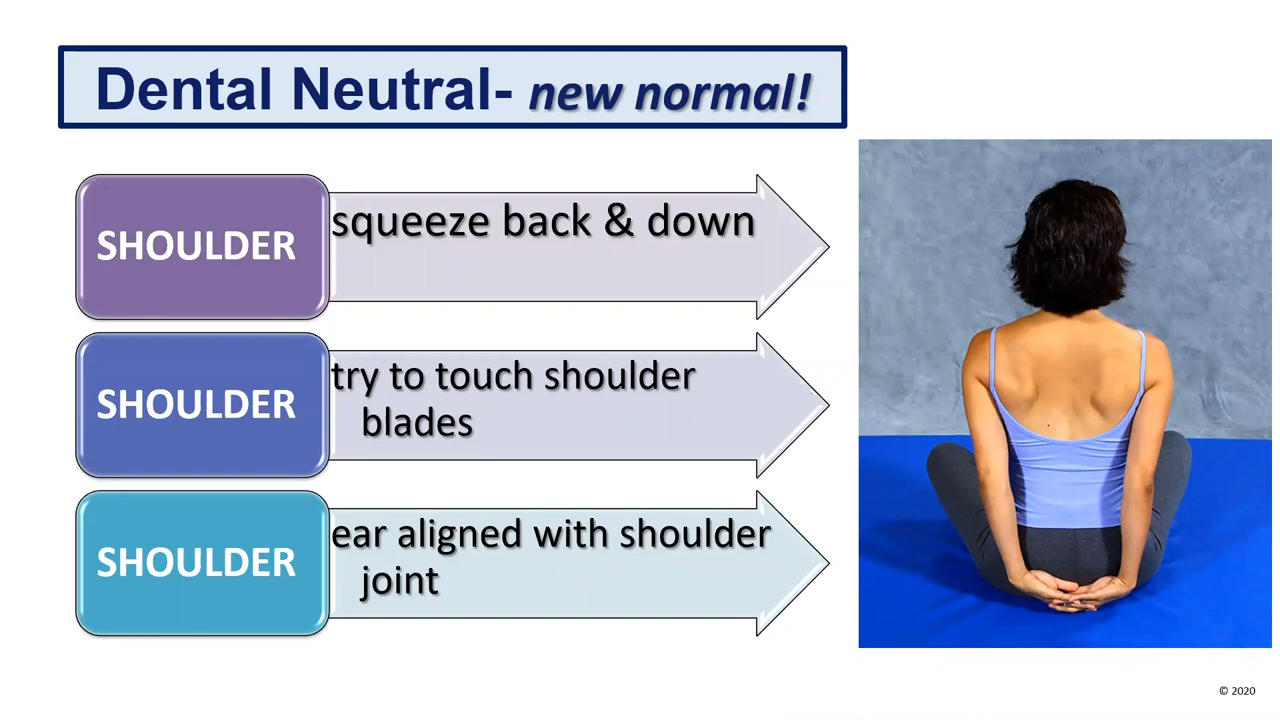 Dental Neutral- new normal!
SHOULDER
squeeze back & down
SHOULDER
try to touch shoulder
blades
SHOULDER
ear aligned with shoulder
joint
© 2020